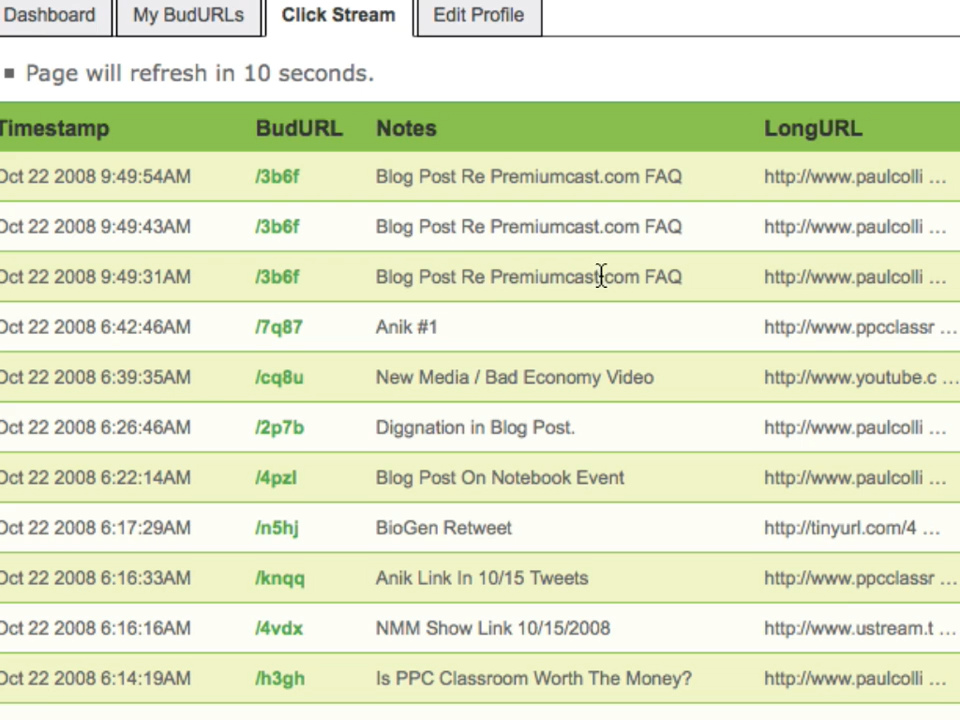 Dashboard My BudURLs Click Stream Edit Profile
Page will refresh in 10 seconds.
Timestamp BudURL Notes LongURL
Oct 22 2008 9:49:54AM /3b6f Blog Post Re Premiumcast.com FAQ http://www.paulcolli ...
Oct 22 2008 9:49:43AM /3b6f Blog Post Re Premiumcast.com FAQ http://www.paulcolli ...
Oct 22 2008 9:49:31AM /3b6f Blog Post Re Premiumcast.com FAQ http://www.paulcolli ...
Oct 22 2008 6:42:46AM /7q87 Anik #1 http://www.ppcclassr ...
Oct 22 2008 6:39:35AM /cq8u New Media / Bad Economy Video http://www.youtube.c ...
Oct 22 2008 6:26:46AM /2p7b Diggnation in Blog Post. http://www.paulcolli ...
Oct 22 2008 6:22:14AM /4pzl Blog Post On Notebook Event http://www.paulcolli ...
Oct 22 2008 6:17:29AM /n5hj BioGen Retweet http://tinyurl.com/4 ...
Oct 22 2008 6:16:33AM /knqq Anik Link In 10/15 Tweets http://www.ppcclassr ...
Oct 22 2008 6:16:16AM /4vdx NMM Show Link 10/15/2008 http://www.ustream.t ...
Oct 22 2008 6:14:19AM /h3gh Is PPC Classroom Worth The Money? http://www.paulcolli ...